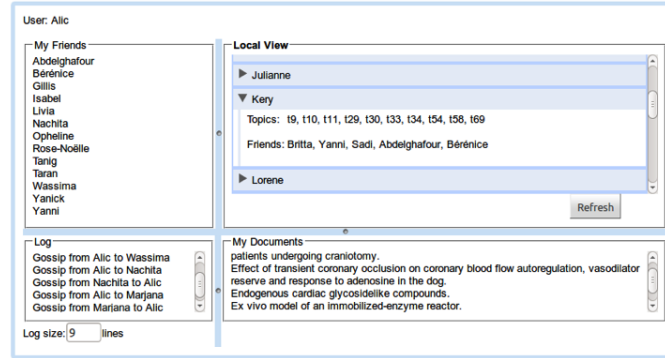 User: Alic
My Friends
Abdelghafour
Bérénice
Gillis
Isabel
Livia
Nachita
Opheline
Rose-Noëlle
Tanig
Taran
Wassima
Yanick
Yanni
Local View
Julianne
Kery
Topics: t9, t10, t11, t29, t30, t33, t34, t54, t58, t69
Friends: Britta, Yanni, Sadi, Abdelghafour, Bérénice
Lorene
Refresh
Log
Gossip from Alic to Wassima
Gossip from Alic to Nachita
Gossip from Nachita to Alic
Gossip from Alic to Marjana
Gossip from Marjana to Alic
Log size: 9 lines
My Documents
patients undergoing craniotomy.
Effect of transient coronary occlusion on coronary blood flow autoregulation, vasodilator
reserve and response to adenosine in the dog.
Endogenous cardiac glycosidelike compounds.
Ex vivo model of an immobilized-enzyme reactor.